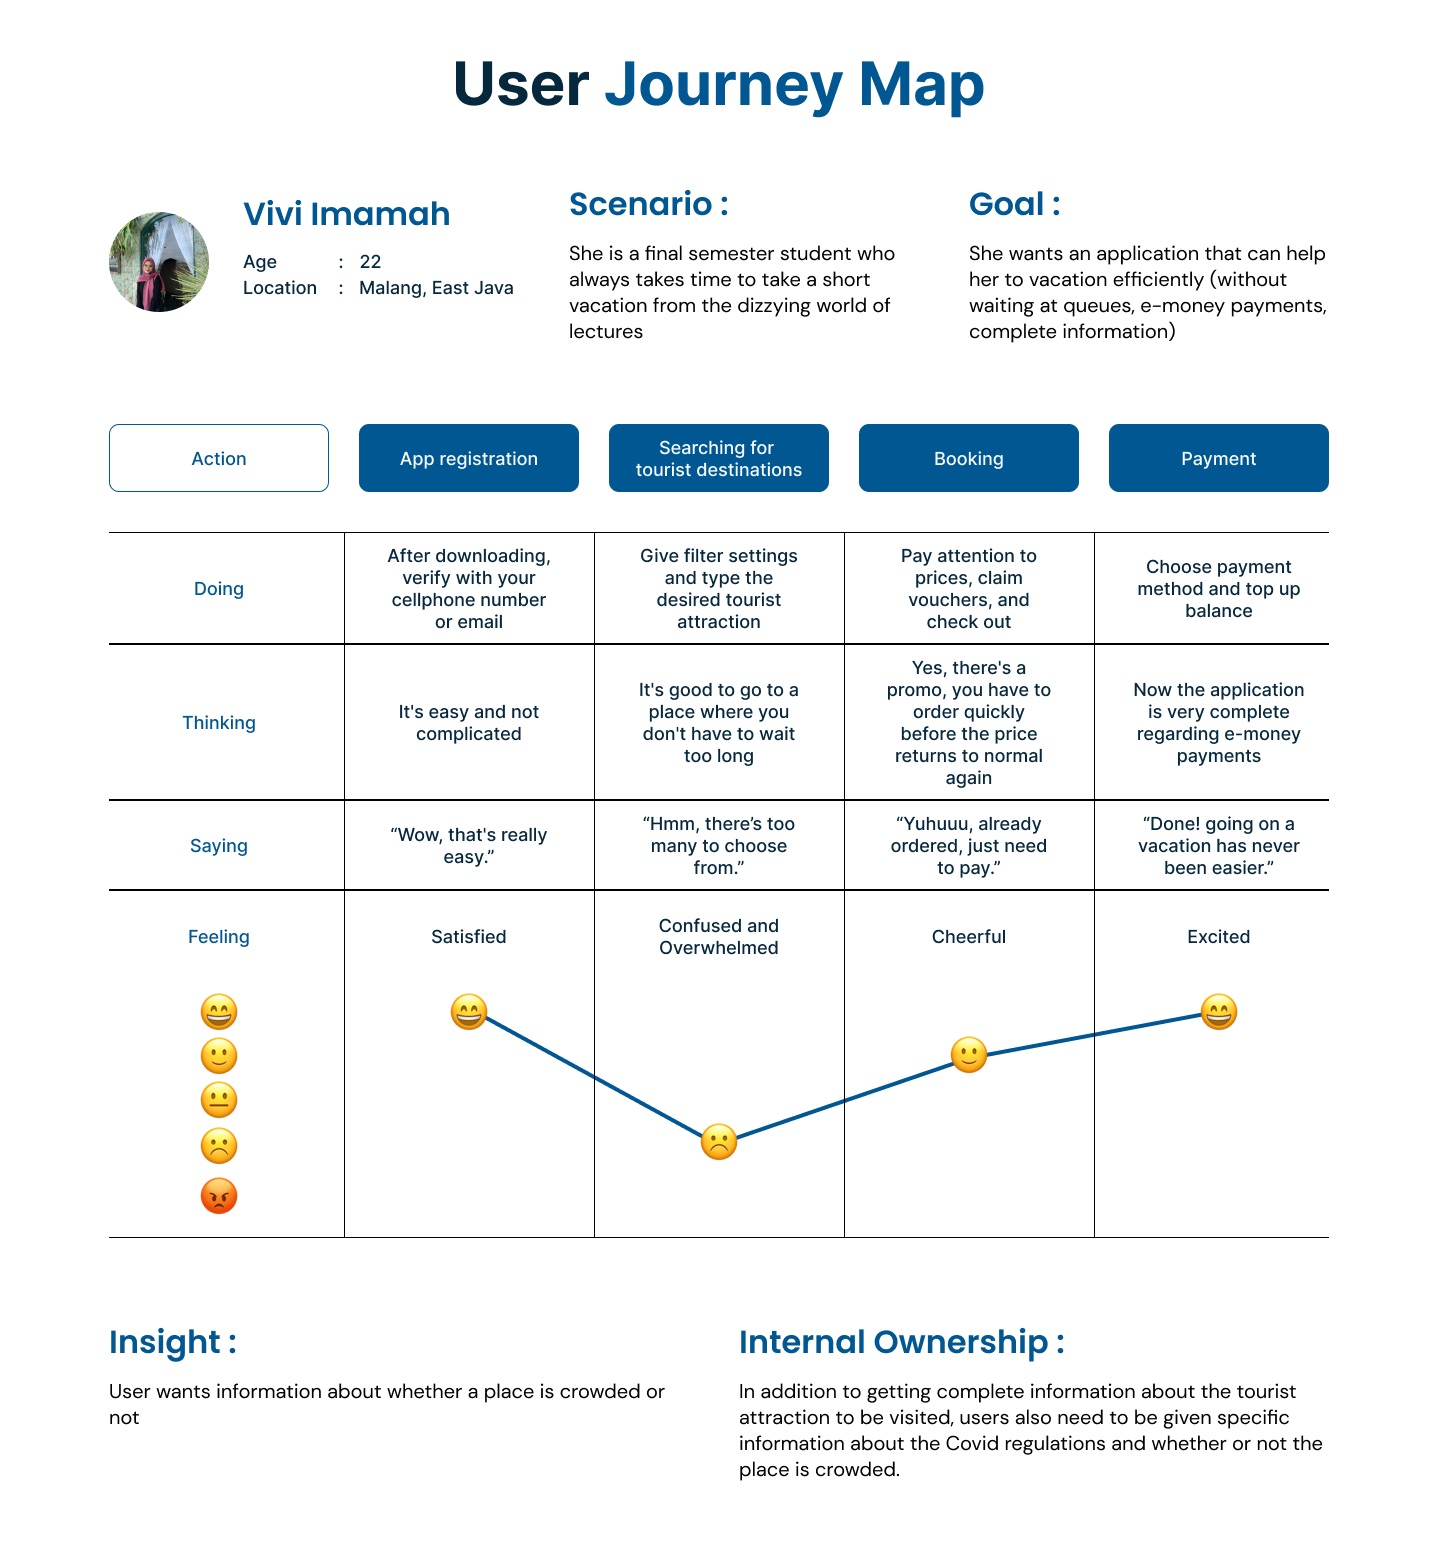 User Journey Map
Vivi Imamah
Age : 22
Location : Malang, East Java
Scenario :
She is a final semester student who
always takes time to take a short
vacation from the dizzying world of
lectures
Goal :
She wants an application that can help
her to vacation efficiently (without
waiting at queues, e-money payments,
complete information)
Action
App registration
Searching for
tourist destinations
Booking
Payment
Doing
After downloading,
verify with your
cellphone number
or email
Give filter settings
and type the
desired tourist
attraction
Pay attention to
prices, claim
vouchers, and
check out
Choose payment
method and top up
balance
Thinking
It's easy and not
complicated
It's good to go to a
place where you
don't have to wait
too long
Yes, there's a
promo, you have to
order quickly
before the price
returns to normal
again
Now the application
is very complete
regarding e-money
payments
Saying
“Wow, that's really
easy.”
“Hmm, there’s too
many to choose
from.”
“Yuhuuu, already
ordered, just need
to pay.”
“Done! going on a
vacation has never
been easier.”
Feeling
Satisfied
Confused and
Overwhelmed
Cheerful
Excited
Insight :
User wants information about whether a place is crowded or
not
Internal Ownership :
In addition to getting complete information about the tourist
attraction to be visited, users also need to be given specific
information about the Covid regulations and whether or not the
place is crowded.